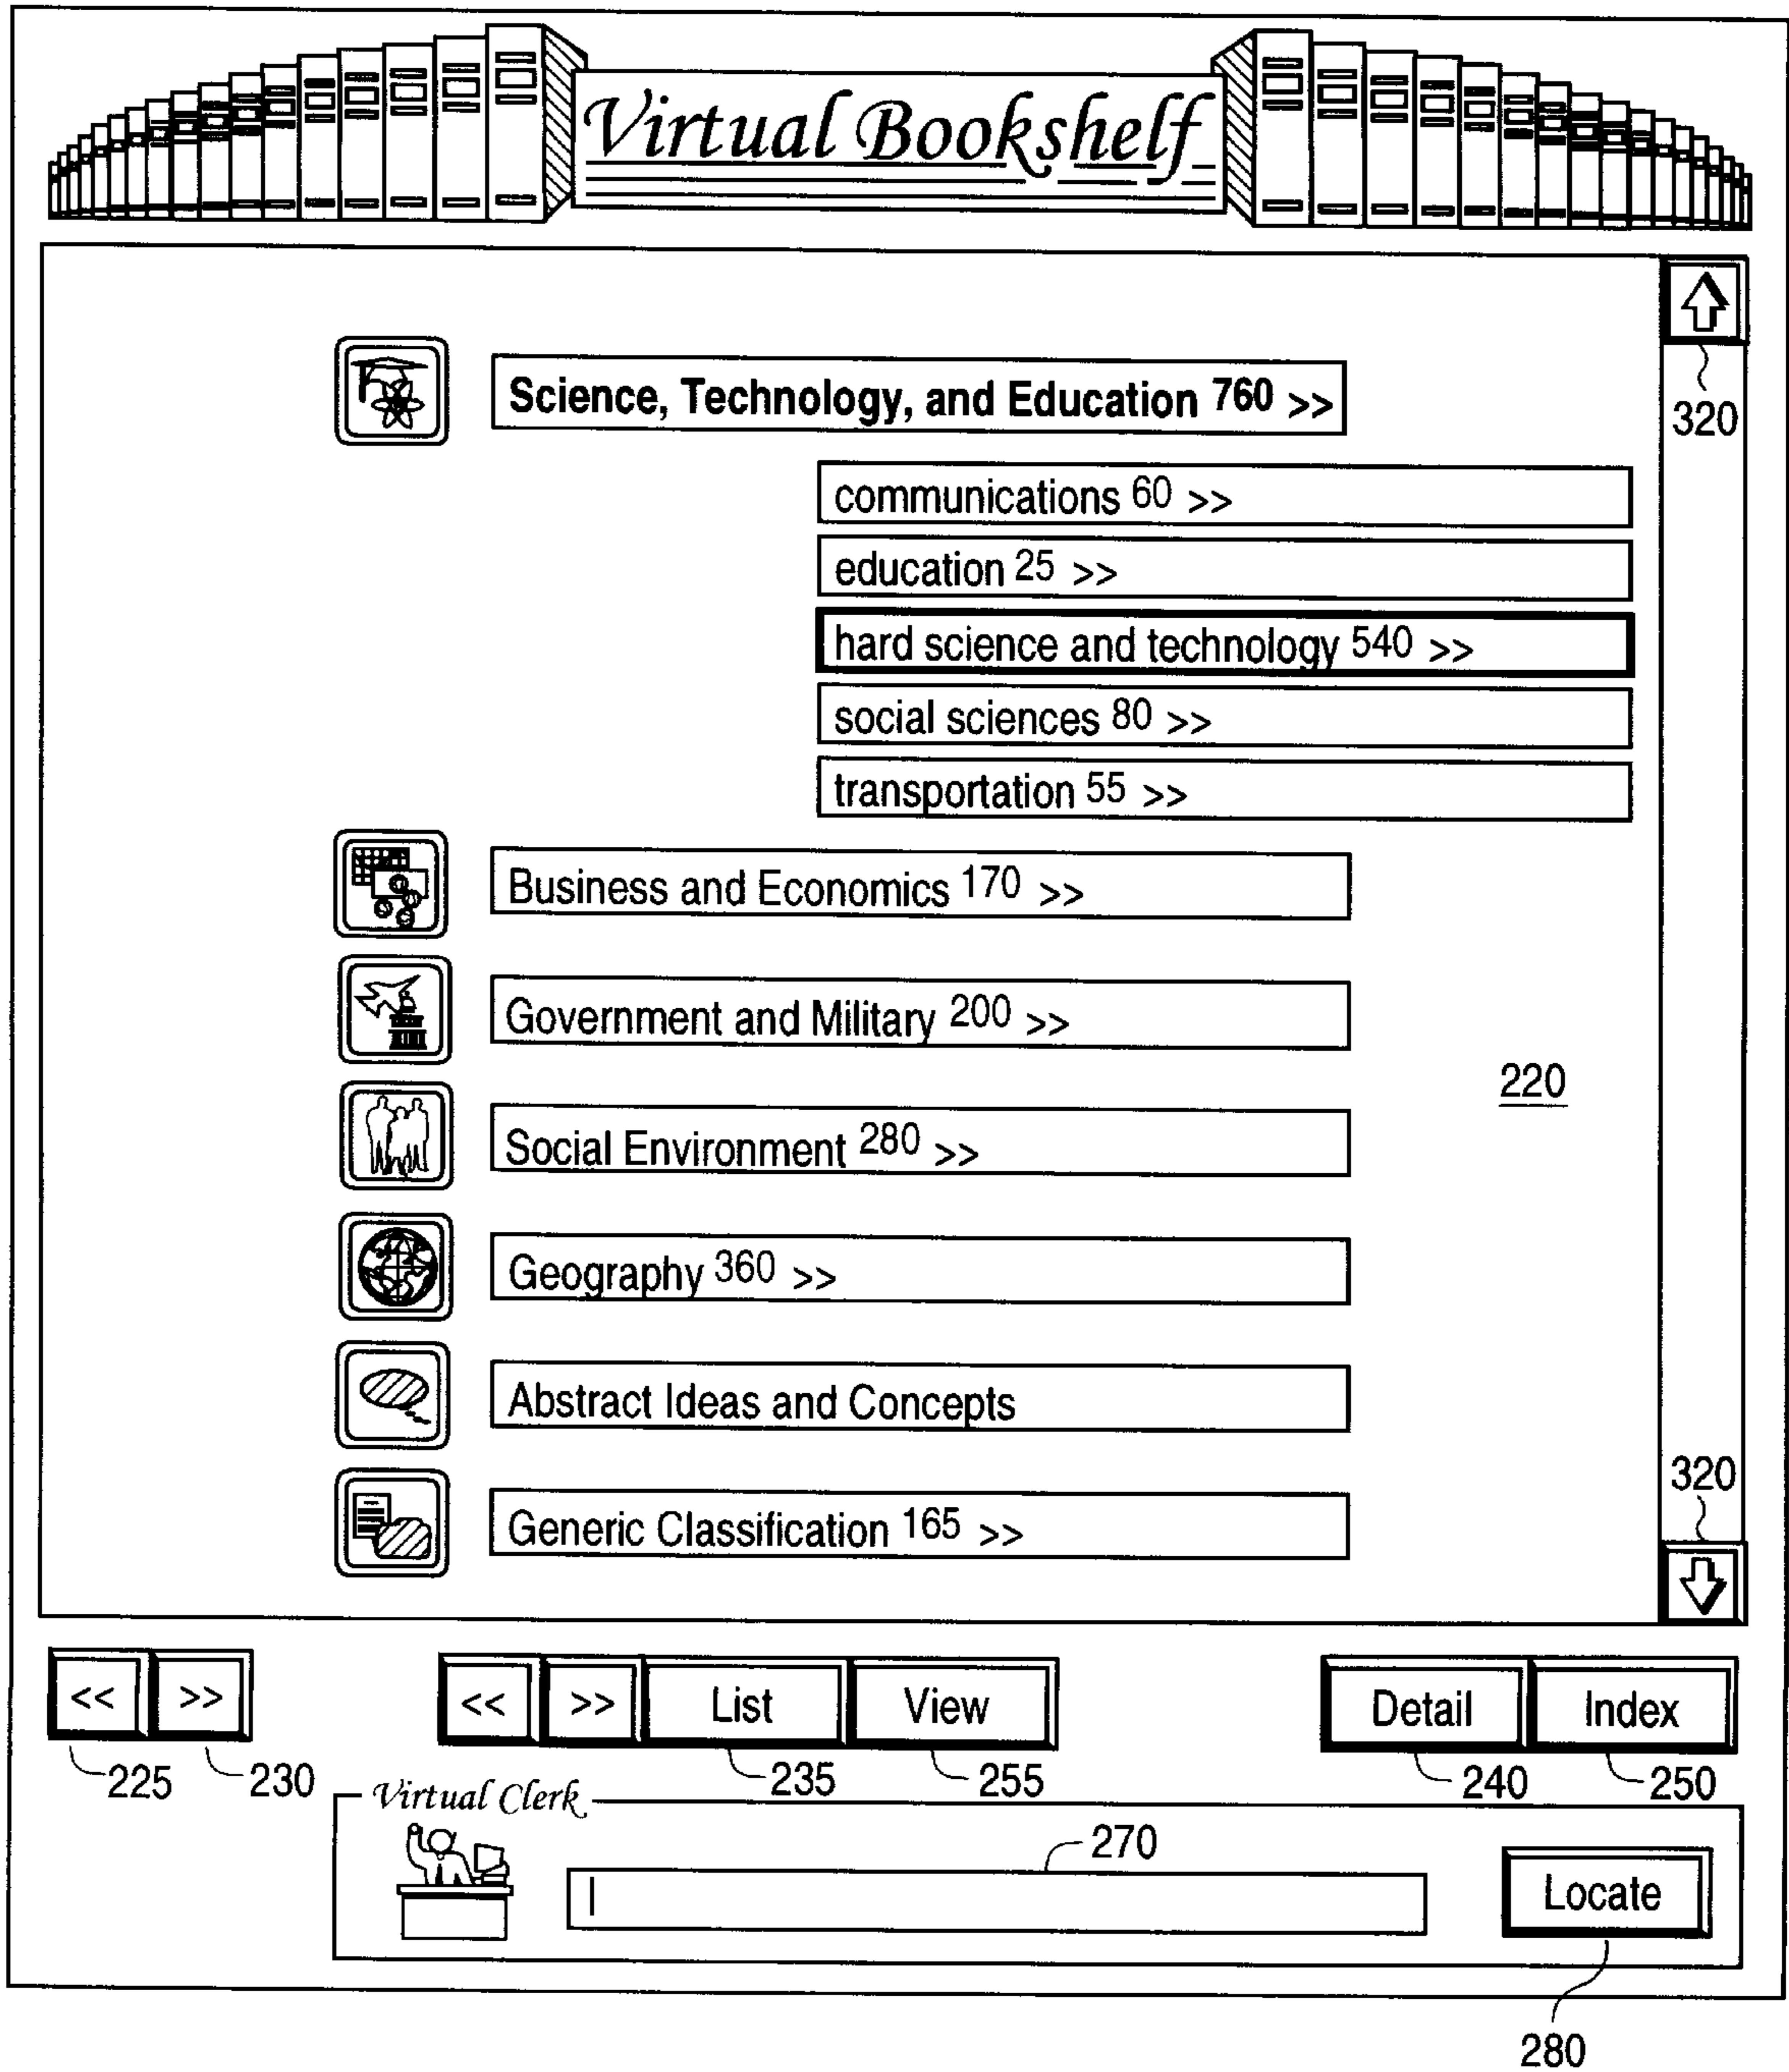 Virtual Bookshelf
Science, Technology, and Education 760 >>
320
communications 60 >>
education 25 >>
hard science and technology 540 >>
social sciences 80 >>
transportation 55 >>
Business and Economics 170 >>
Government and Military 200 >>
220
Social Environment 280 >>
Geography 360 >>
Abstract Ideas and Concepts
320
Generic Classification 165 >>
<< >> << >> List View Detail Index
225 230 235 255 240 250
Virtual Clerk
270
Locate
280